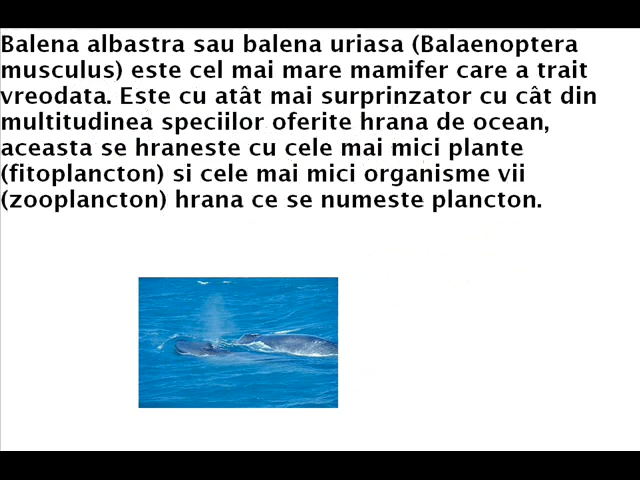 Balena albastra sau balena uriasa (Balaenoptera
musculus) este cel mai mare mamifer care a trait
vreodata. Este cu atât mai surprinzator cu cât din
multitudinea speciilor oferite hrana de ocean,
aceasta se hraneste cu cele mai mici plante
(fitoplancton) si cele mai mici organisme vii
(zooplancton) hrana ce se numeste plancton.